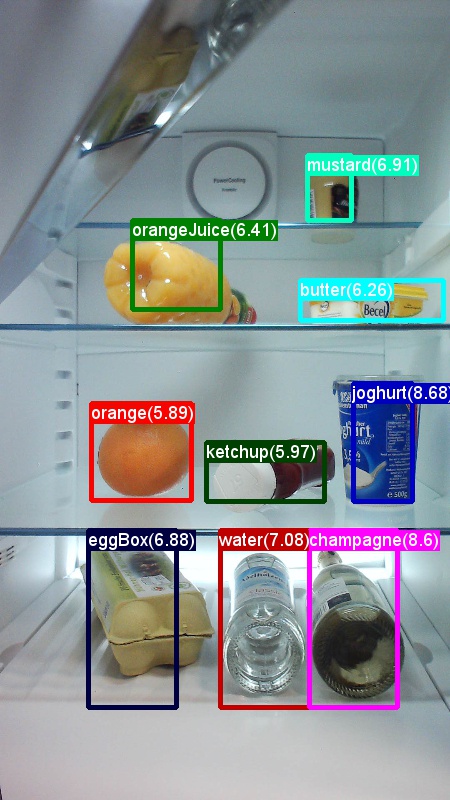 PowerCooling
mustard(6.91)
orangeJuice(6.41)
butter(6.26)
Becel
joghurt(8.68)
orange(5.89)
ketchup(5.97)
500g
eggBox(6.88)
water(7.08)
champagne(8.6)